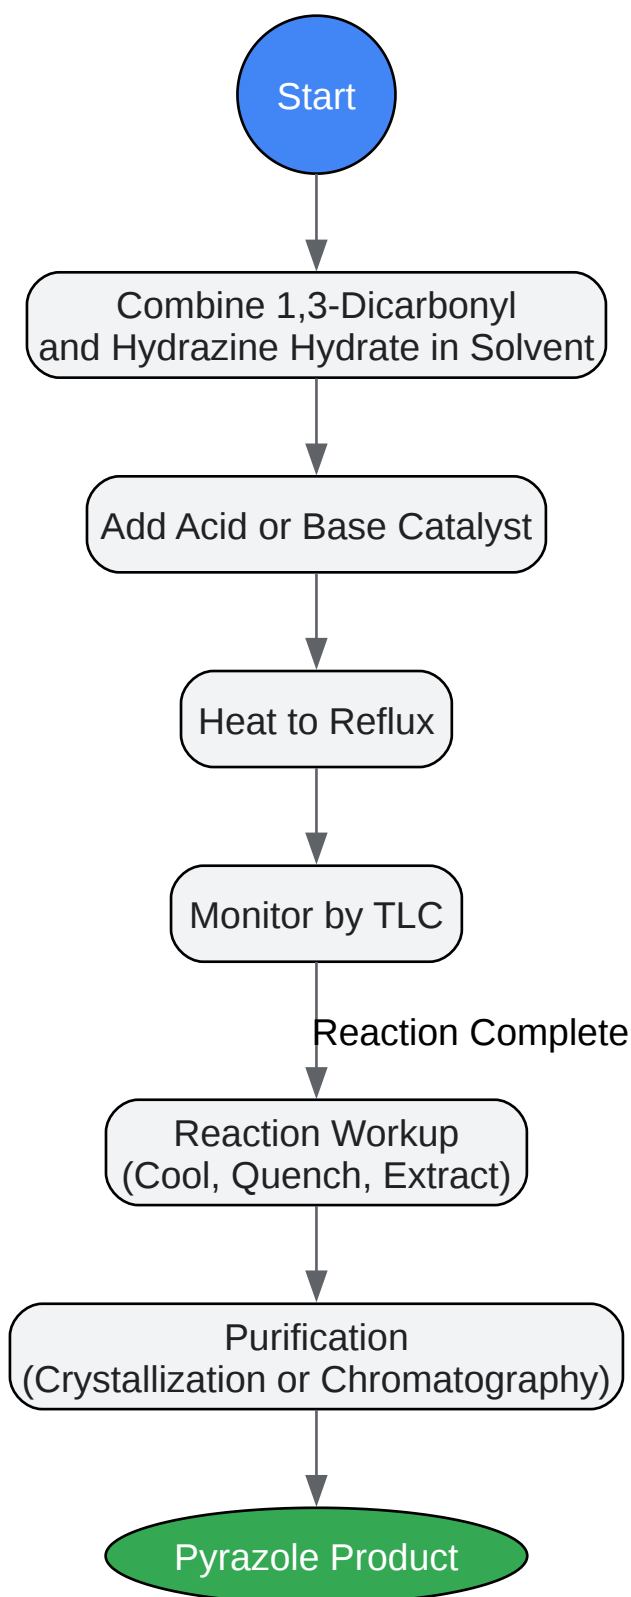 Start
Combine 1,3-Dicarbonyl
and Hydrazine Hydrate in Solvent
Add Acid or Base Catalyst
Heat to Reflux
Monitor by TLC
Reaction Complete
Reaction Workup
(Cool, Quench, Extract)
Purification
(Crystallization or Chromatography)
Pyrazole Product